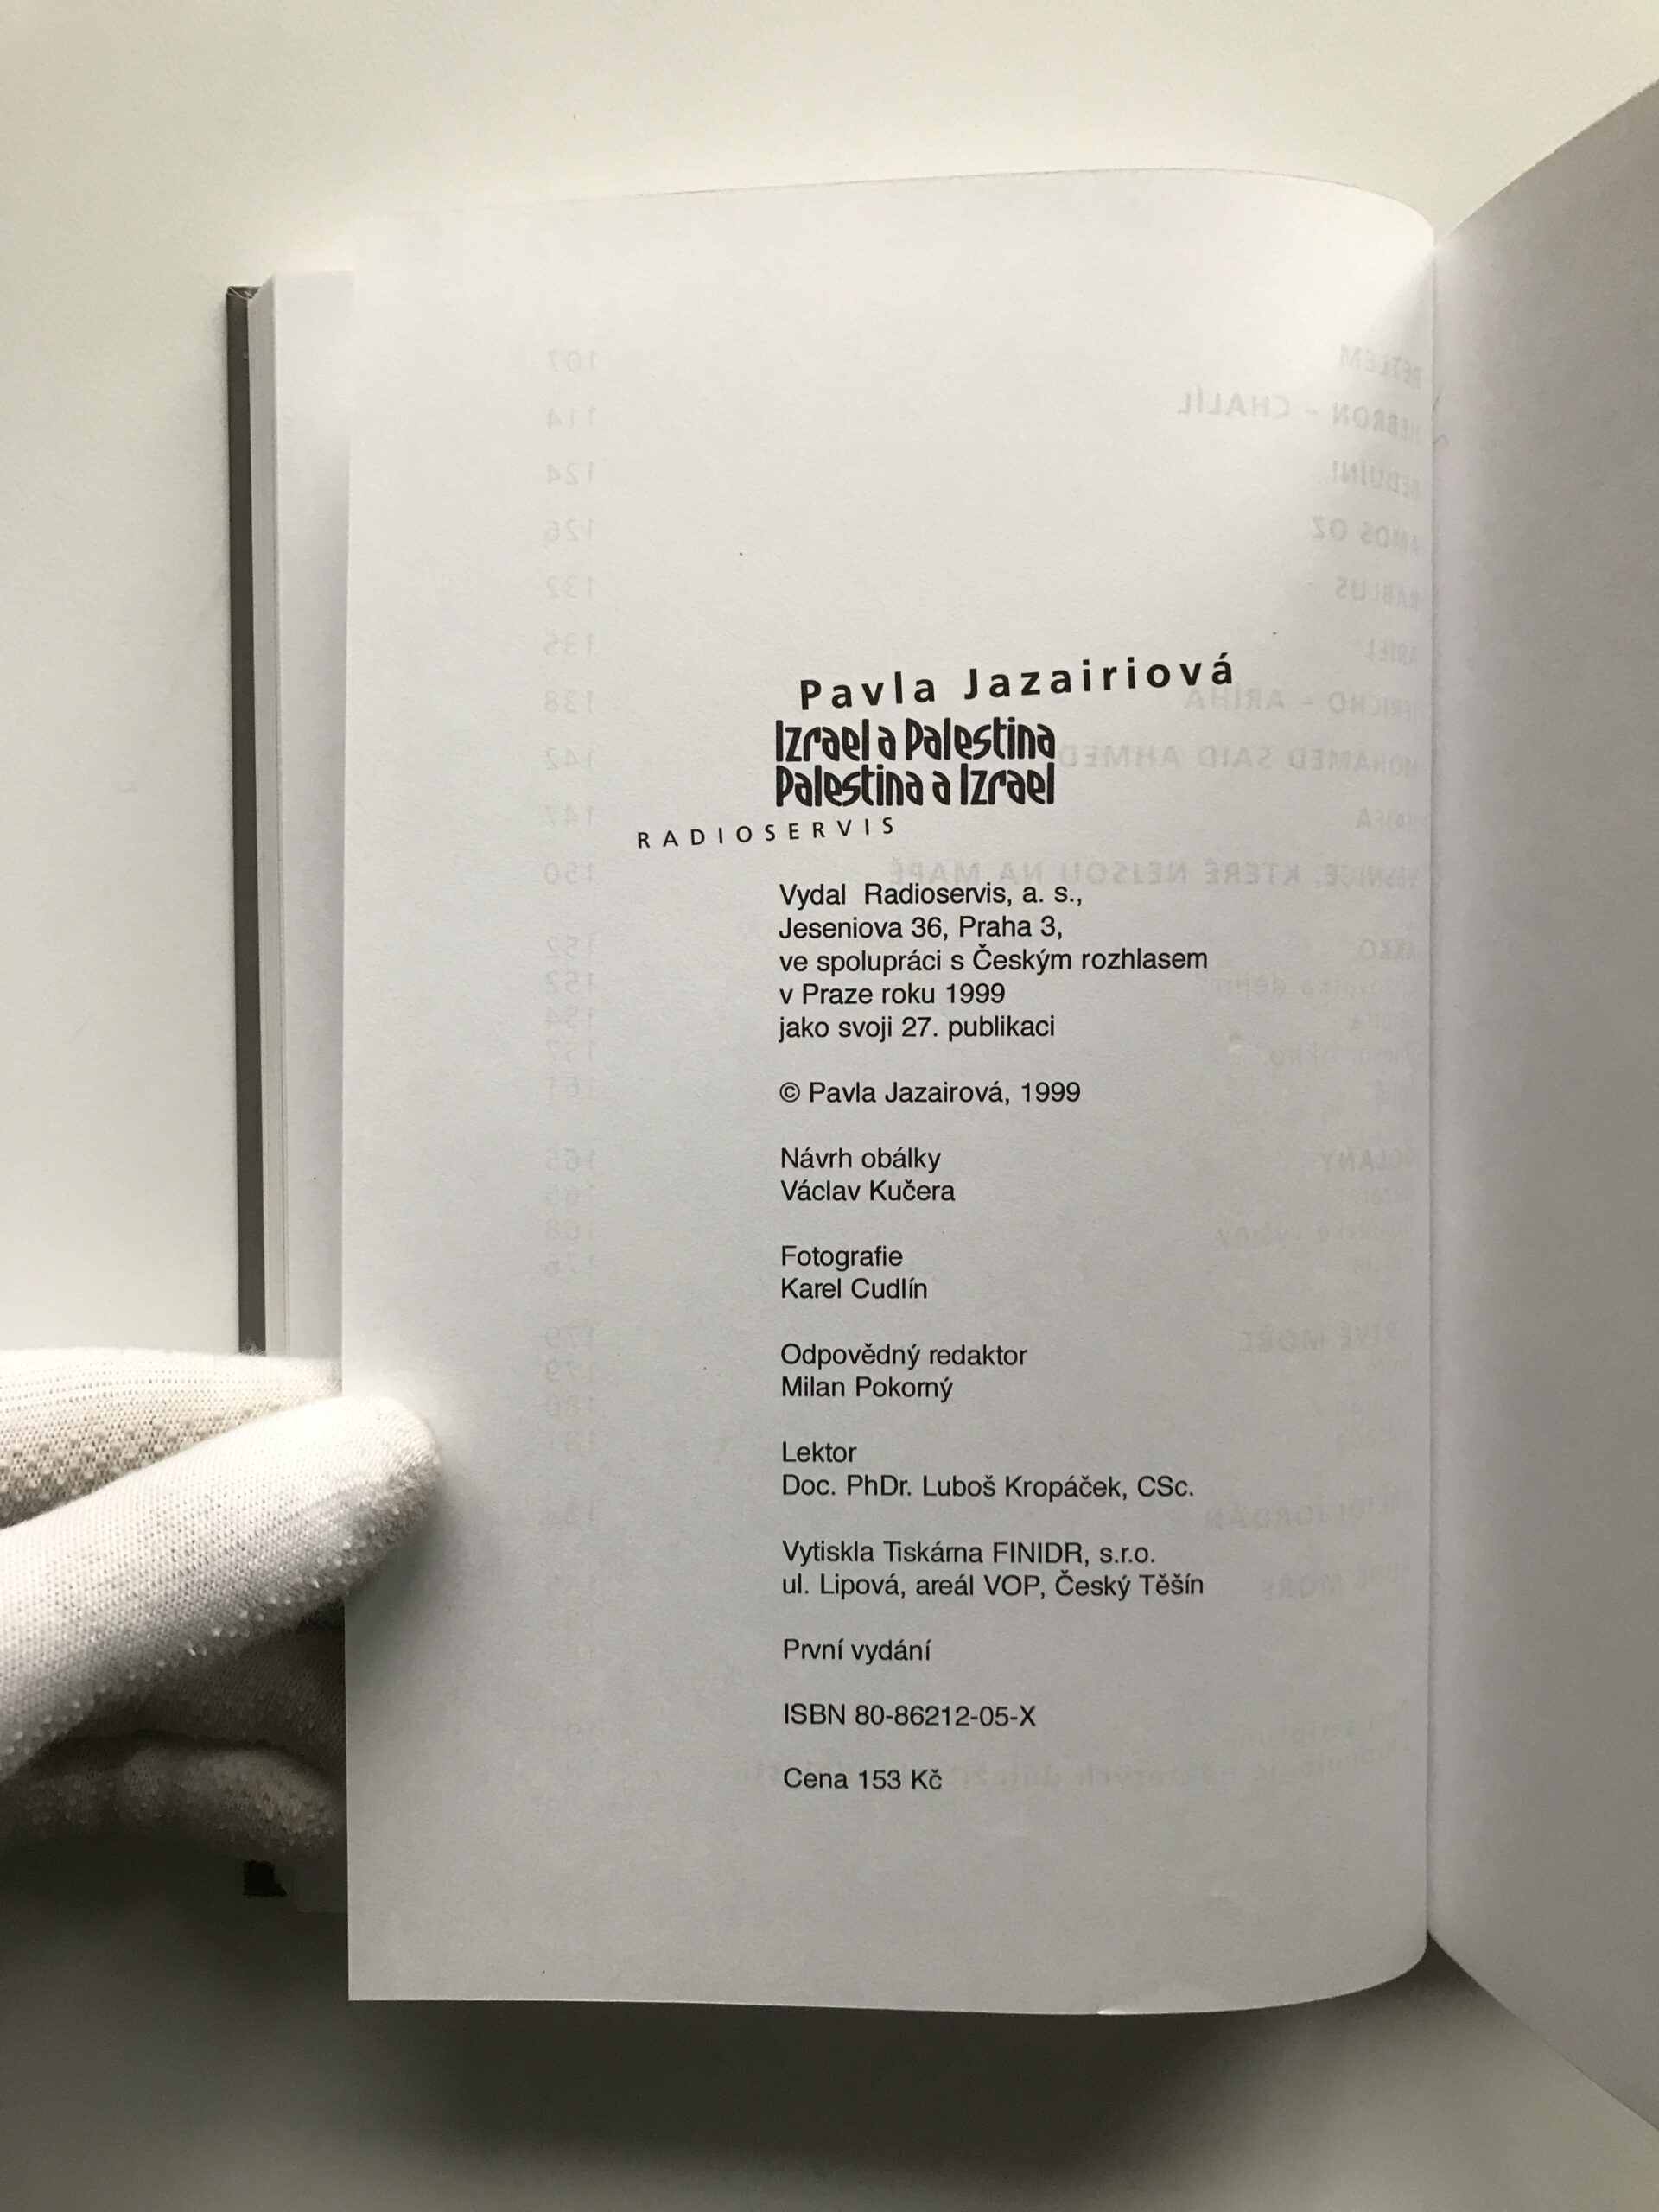 Pavla Jazairiová
Izrael a Palestina
Palestina a Izrael
RADIOSERVIS
Vydal Radioservis, a. s.,
Jeseniova 36, Praha 3,
ve spolupráci s Českým rozhlasem
v Praze roku 1999
jako svoji 27. publikaci
© Pavla Jazairová, 1999
Návrh obálky
Václav Kučera
Fotografie
Karel Cudlín
Odpovědný redaktor
Milan Pokorný
Lektor
Doc. PhDr. Luboš Kropáček, CSc.
Vytiskla Tiskárna FINIDR, s.r.o.
ul. Lipová, areál VOP, Český Těšín
První vydání
ISBN 80-86212-05-X
Cena 153 Kč